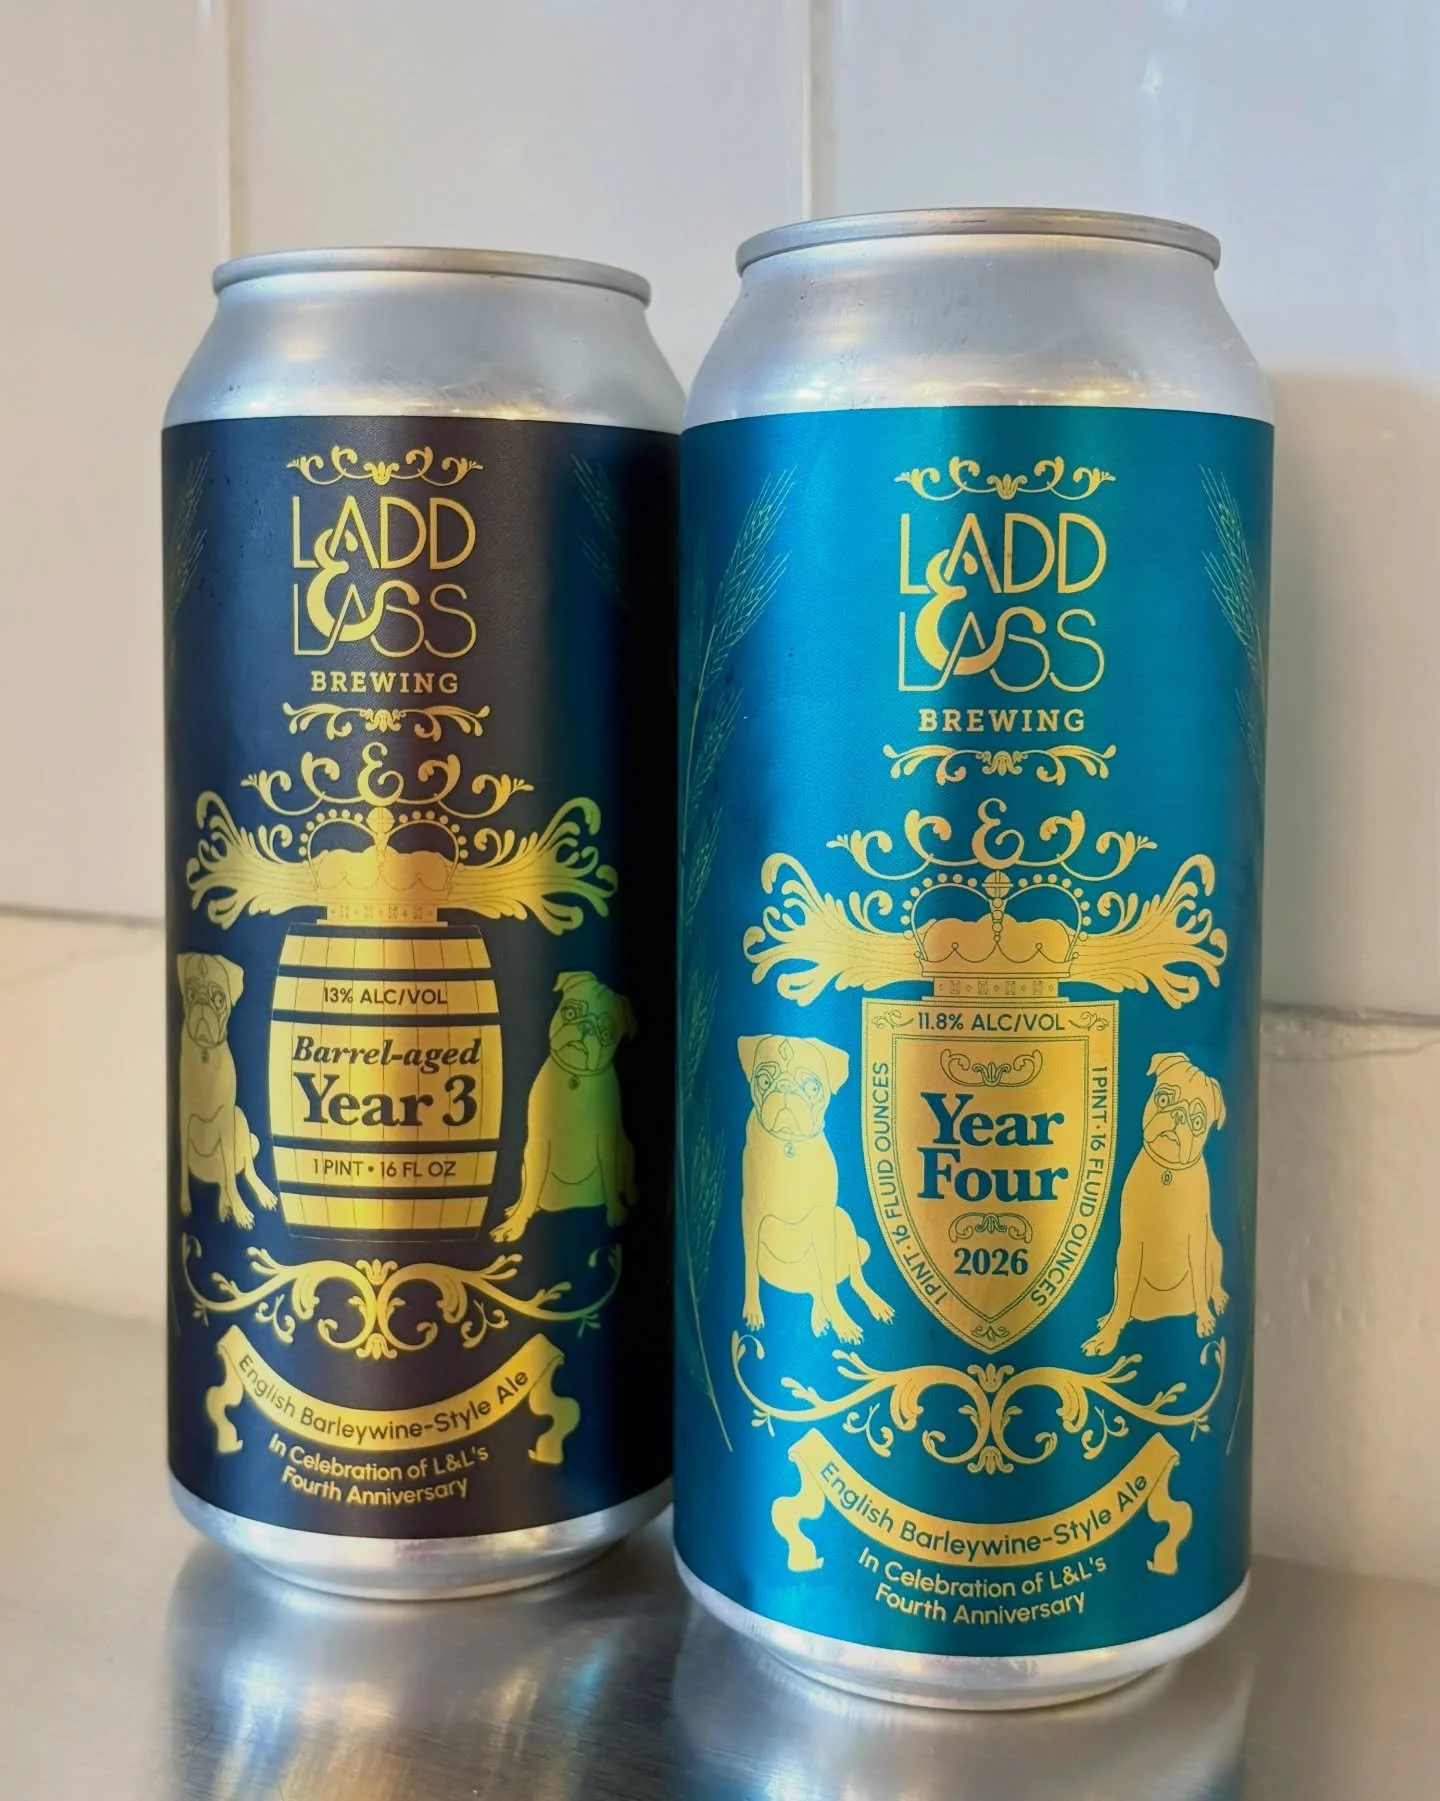 LADD
&
LASS
BREWING
&
13% ALC/VOL
Barrel-aged
Year 3
1 PINT • 16 FL OZ
English Barleywine-Style Ale
In Celebration of L&L's
Fourth Anniversary
LADD
&
LASS
BREWING
&
11.8% ALC/VOL
1 PINT • 16 FLUID OUNCES
Year
Four
2026
1 PINT • 16 FLUID OUNCES
Z
D
English Barleywine-Style Ale
In Celebration of L&L's
Fourth Anniversary